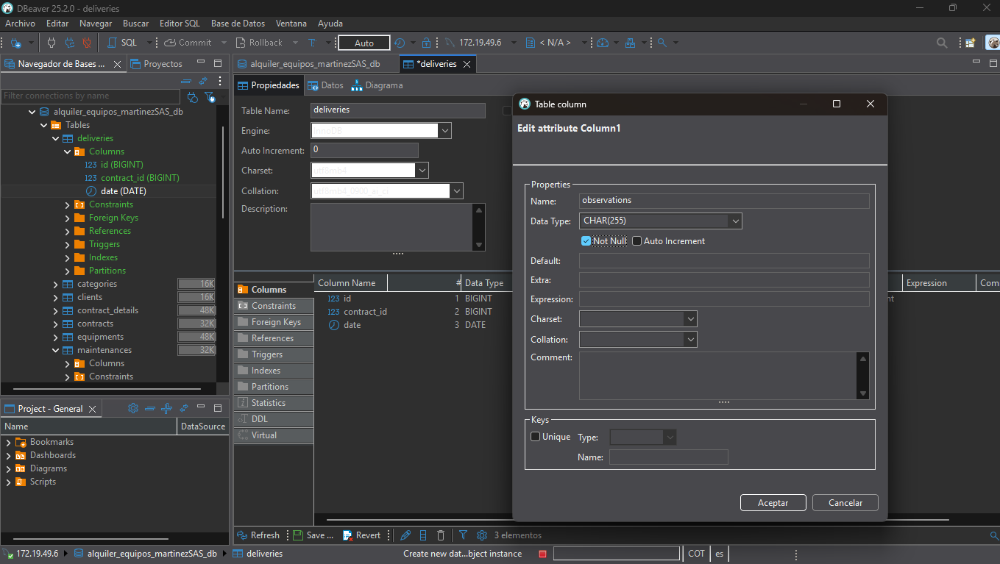 DBeaver 25.2.0 - deliveries
Archivo Editar Navegar Buscar Editor SQL Base de Datos Ventana Ayuda
SQL Commit Rollback T Auto 172.19.49.6 < N/A >
Navegador de Bases ... Proyectos
Filter connections by name
alquiler_equipos_martinezSAS_db
Tables
deliveries
Columns
123 id (BIGINT)
123 contract_id (BIGINT)
date (DATE)
Constraints
Foreign Keys
References
Triggers
Indexes
Partitions
categories 16K
clients 16K
contract_details 48K
contracts 32K
equipments 48K
maintenances 32K
Columns
Constraints
Project - General
Name DataSource
Bookmarks
Dashboards
Diagrams
Scripts
alquiler_equipos_martinezSAS_db *deliveries
Propiedades Datos Diagrama
Table Name: deliveries
Engine: InnoDB
Auto Increment: 0
Charset: utf8mb4
Collation: utf8mb4_0900_ai_ci
Description:
Columns
Constraints
Foreign Keys
References
Triggers
Indexes
Partitions
Statistics
DDL
Virtual
Column Name # Data Type Expression Com
123 id 1 BIGINT nt
123 contract_id 2 BIGINT
date 3 DATE
Table column
Edit attribute Column1
Properties
Name: observations
Data Type: CHAR(255)
Not Null Auto Increment
Default:
Extra:
Expression:
Charset:
Collation:
Comment:
Keys
Unique Type:
Name:
Aceptar Cancelar
Refresh Save ... Revert 3 elementos
172.19.49.6 alquiler_equipos_martinezSAS_db deliveries Create new dat...bject instance COT es